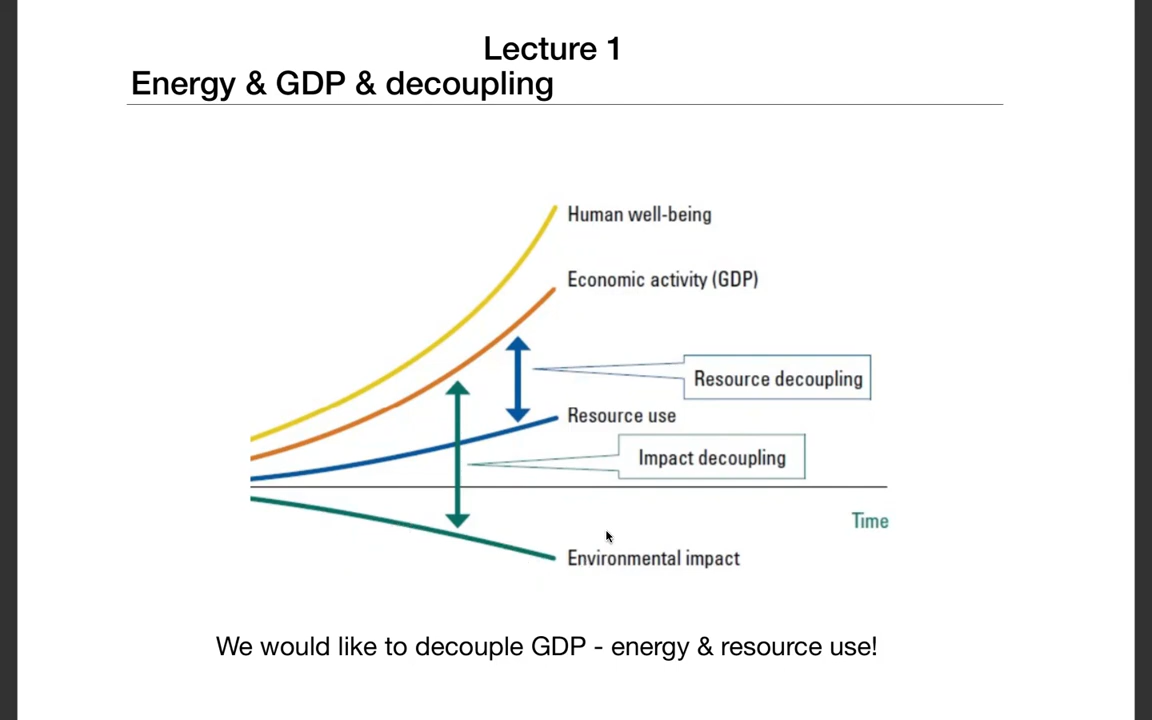 Lecture 1
Energy & GDP & decoupling
Human well-being
Economic activity (GDP)
Resource decoupling
Resource use
Impact decoupling
Time
Environmental impact
We would like to decouple GDP - energy & resource use!